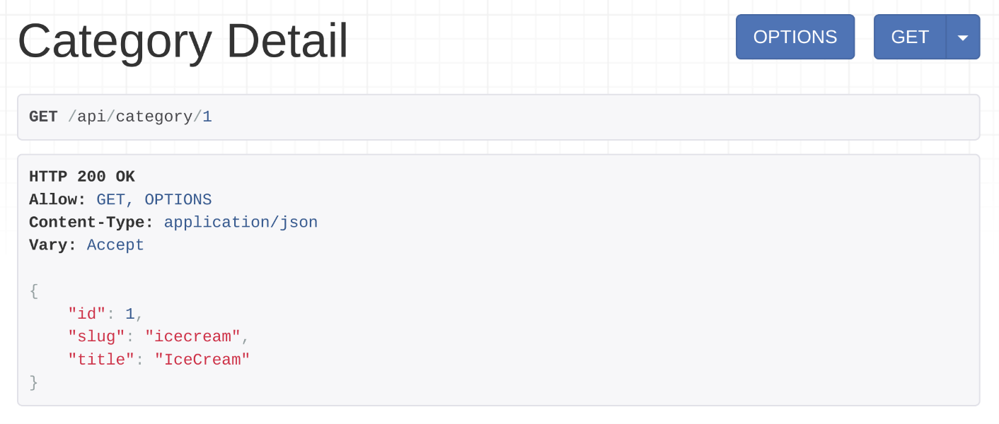 Category Detail
OPTIONS
GET
GET /api/category/1
HTTP 200 OK
Allow: GET, OPTIONS
Content-Type: application/json
Vary: Accept
{
    "id": 1,
    "slug": "icecream",
    "title": "IceCream"
}